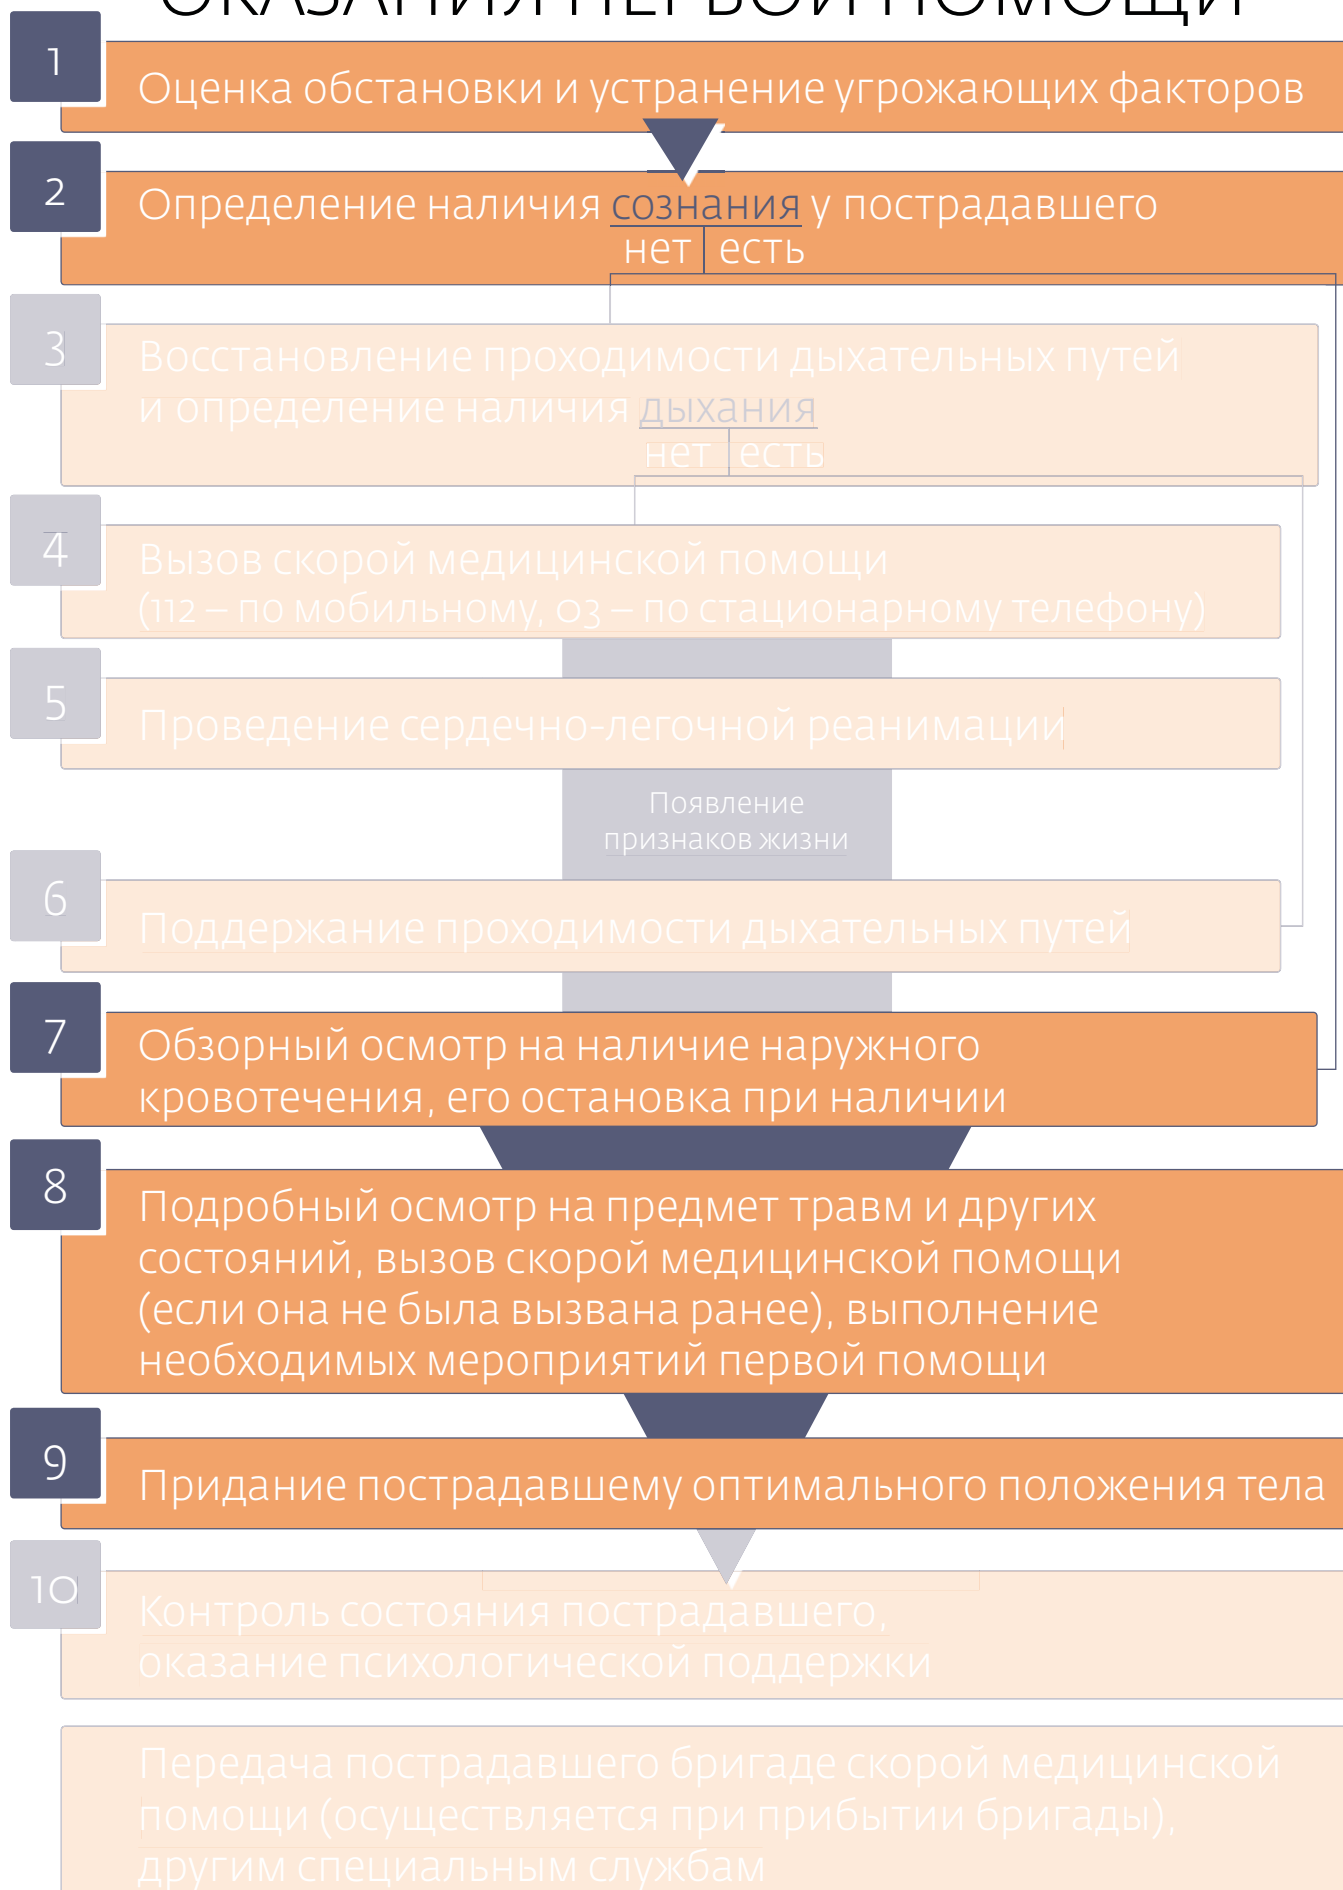 ОКАЗАНИЯ ПЕРВОЙ ПОМОЩИ
1
Оценка обстановки и устранение угрожающих факторов
2
Определение наличия сознания у пострадавшего
нет есть
3
Восстановление проходимости дыхательных путей
и определение наличия дыхания
нет есть
4
Вызов скорой медицинской помощи
(112 – по мобильному, 03 – по стационарному телефону)
5
Проведение сердечно-легочной реанимации
Появление
признаков жизни
6
Поддержание проходимости дыхательных путей
7
Обзорный осмотр на наличие наружного
кровотечения, его остановка при наличии
8
Подробный осмотр на предмет травм и других
состояний, вызов скорой медицинской помощи
(если она не была вызвана ранее), выполнение
необходимых мероприятий первой помощи
9
Придание пострадавшему оптимального положения тела
10
Контроль состояния пострадавшего,
оказание психологической поддержки
Передача пострадавшего бригаде скорой медицинской
помощи (осуществляется при прибытии бригады),
другим специальным службам